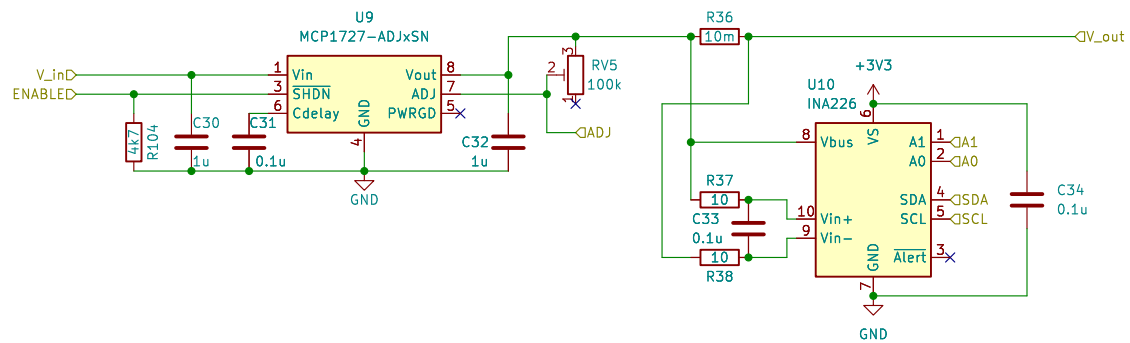 U9
MCP1727-ADJxSN
V_in
ENABLE
1
Vin
3
SHDN
6
Cdelay
GND
4
Vout
8
ADJ
7
PWRGD
5
R104
4k7
C30
1u
C31
0.1u
GND
C32
1u
3
2
1
RV5
100k
ADJ
R36
10m
V_out
+3V3
U10
INA226
6
VS
8
Vbus
A1
1
A1
A0
2
A0
R37
10
SDA
4
SDA
SCL
5
SCL
C34
0.1u
C33
0.1u
10
Vin+
9
Vin-
10
R38
GND
7
Alert
3
GND